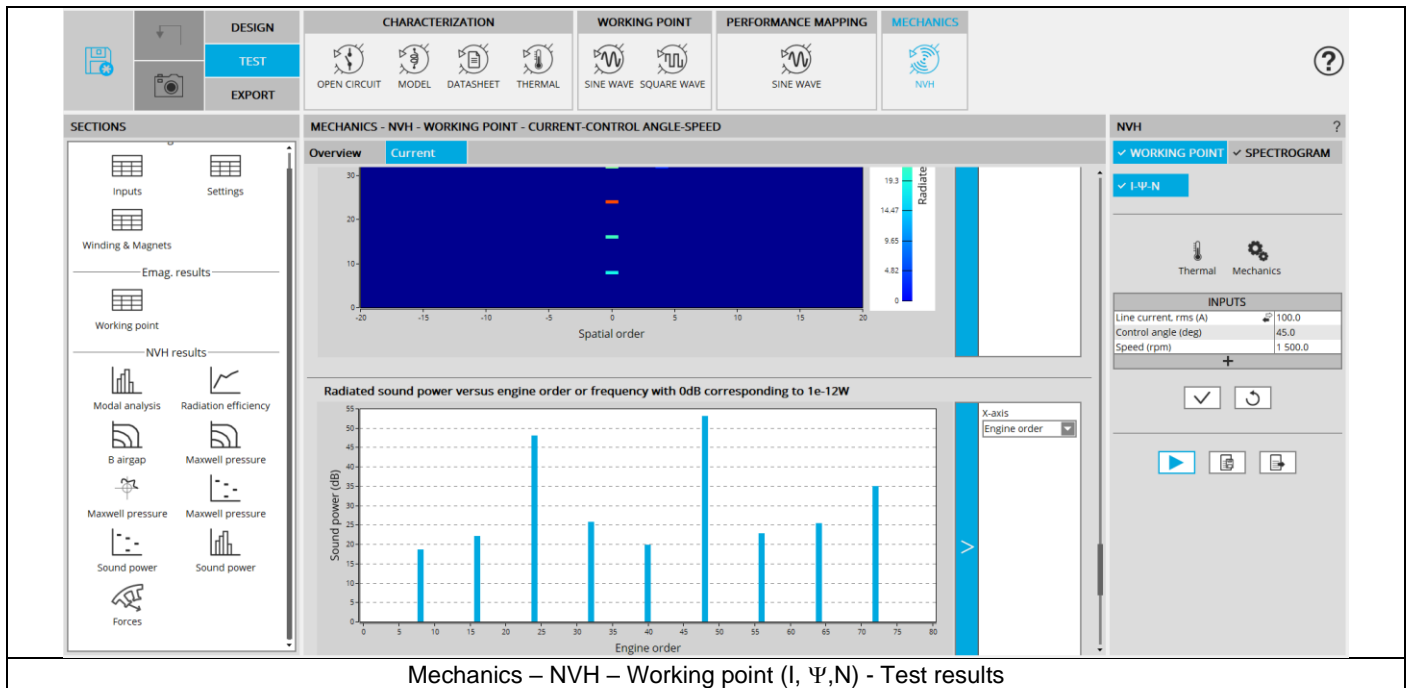 DESIGN
TEST
EXPORT
CHARACTERIZATION
OPEN CIRCUIT MODEL DATASHEET THERMAL
WORKING POINT
SINE WAVE SQUARE WAVE
PERFORMANCE MAPPING
SINE WAVE
MECHANICS
NVH
?
SECTIONS
Inputs Settings
Winding & Magnets
Emag. results
Working point
NVH results
Modal analysis Radiation efficiency
B airgap Maxwell pressure
Maxwell pressure Maxwell pressure
Sound power Sound power
Forces
MECHANICS - NVH - WORKING POINT - CURRENT-CONTROL ANGLE-SPEED
Overview Current
30
20
10
0
-20 -15 -10 -5 0 5 10 15 20
Spatial order
19.3
14.47
9.65
4.82
0
Radiate
Radiated sound power versus engine order or frequency with 0dB corresponding to 1e-12W
55
50
45
40
35
30
25
20
15
10
5
0
Sound power (dB)
0 5 10 15 20 25 30 35 40 45 50 55 60 65 70 75 80
Engine order
>
X-axis
Engine order
NVH ?
WORKING POINT SPECTROGRAM
I-Ψ-N
Thermal Mechanics
INPUTS
Line current, rms (A) 100.0
Control angle (deg) 45.0
Speed (rpm) 1 500.0
+
Mechanics – NVH – Working point (I, Ψ,N) - Test results